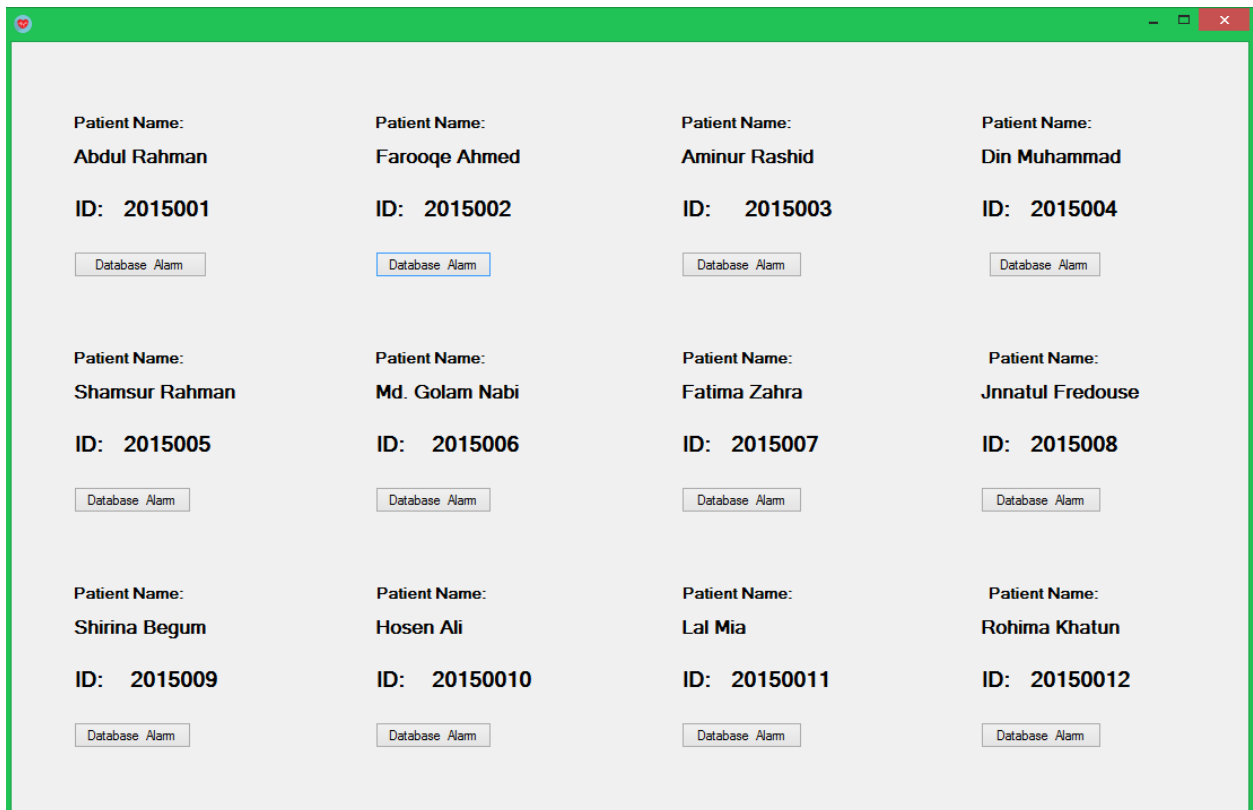 Patient Name: Patient Name: Patient Name: Patient Name:
Abdul Rahman Farooqe Ahmed Aminur Rashid Din Muhammad
ID: 2015001 ID: 2015002 ID: 2015003 ID: 2015004
Database Alarm Database Alarm Database Alarm Database Alarm
Patient Name: Patient Name: Patient Name: Patient Name:
Shamsur Rahman Md. Golam Nabi Fatima Zahra Jnnatul Fredouse
ID: 2015005 ID: 2015006 ID: 2015007 ID: 2015008
Database Alarm Database Alarm Database Alarm Database Alarm
Patient Name: Patient Name: Patient Name: Patient Name:
Shirina Begum Hosen Ali Lal Mia Rohima Khatun
ID: 2015009 ID: 20150010 ID: 20150011 ID: 20150012
Database Alarm Database Alarm Database Alarm Database Alarm